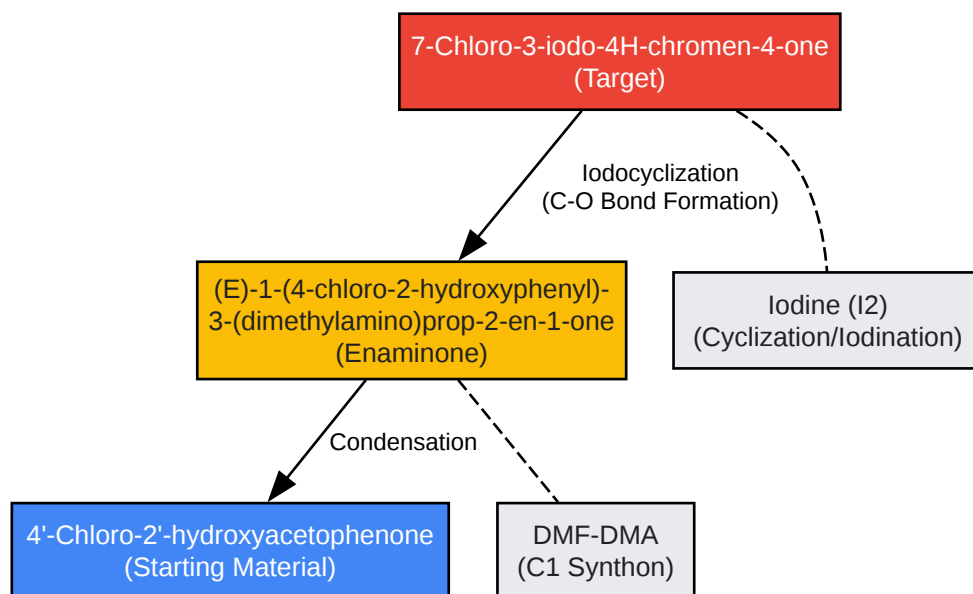 7-Chloro-3-iodo-4H-chromen-4-one
(Target)
Iodocyclization
(C-O Bond Formation)
(E)-1-(4-chloro-2-hydroxyphenyl)-
3-(dimethylamino)prop-2-en-1-one
(Enaminone)
Iodine (I2)
(Cyclization/Iodination)
Condensation
4'-Chloro-2'-hydroxyacetophenone
(Starting Material)
DMF-DMA
(C1 Synthon)